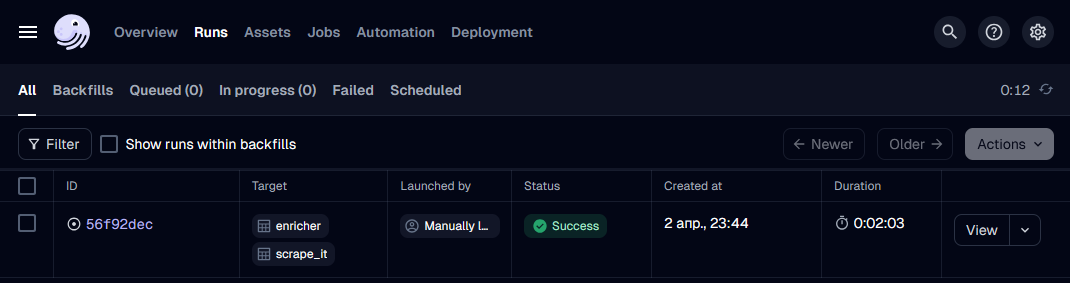 Overview Runs Assets Jobs Automation Deployment
All Backfills Queued (0) In progress (0) Failed Scheduled 0:12
Filter Show runs within backfills Newer Older Actions
ID Target Launched by Status Created at Duration
56f92dec enricher Manually l... Success 2 апр., 23:44 0:02:03 View
scrape_it